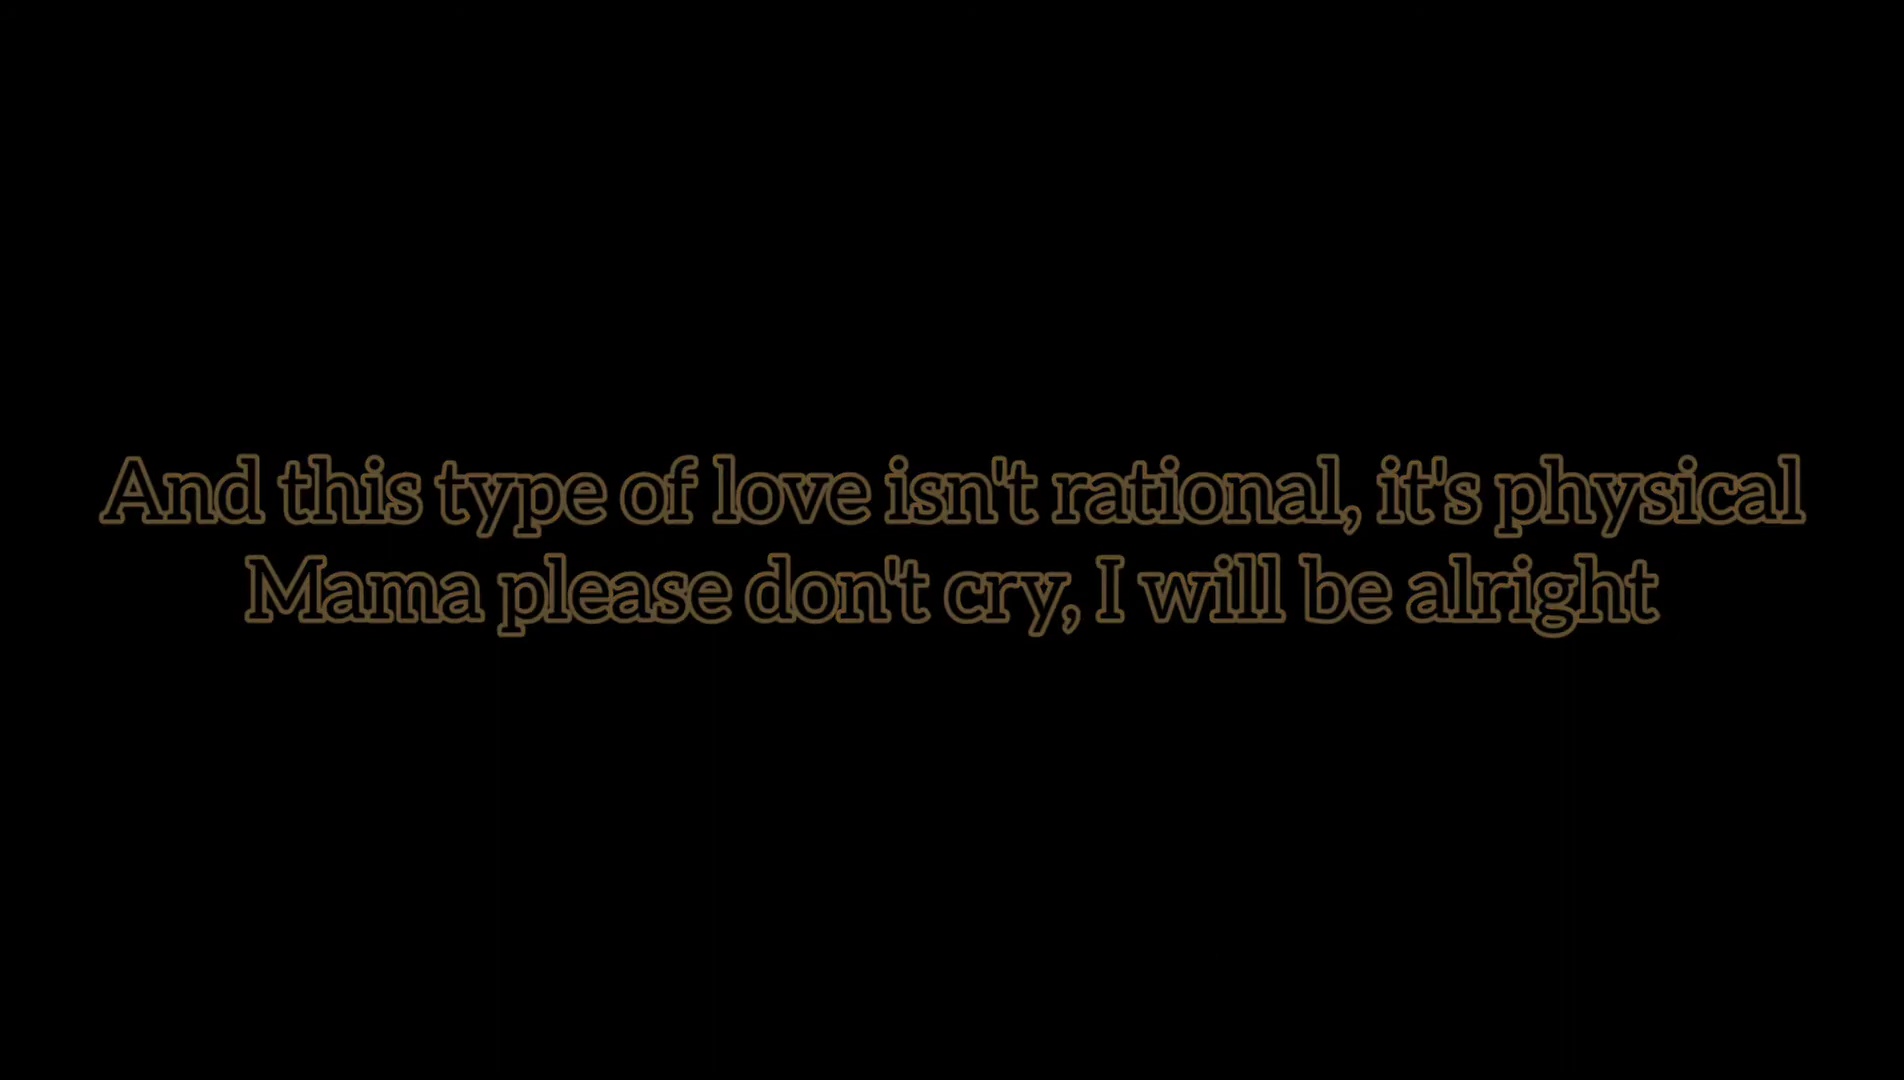 And this type of love isn't rational, it's physical
Mama please don't cry, I will be alright